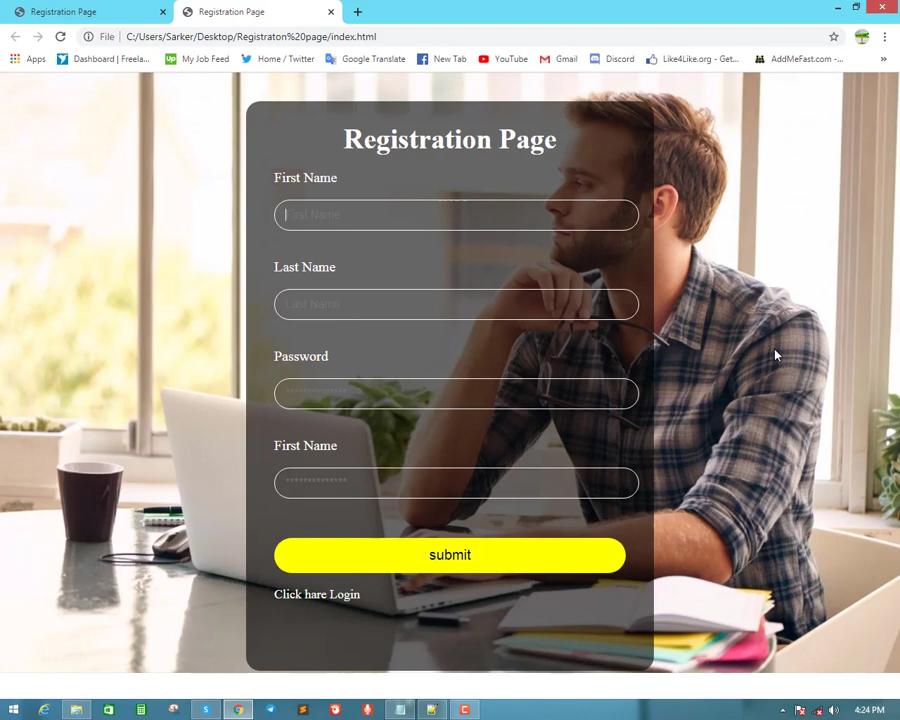 Registration Page
Registration Page
File
C:/Users/Sarker/Desktop/Registraton%20page/index.html
Apps
Dashboard | Freela...
Up
My Job Feed
Home / Twitter
Google Translate
New Tab
YouTube
Gmail
Discord
Like4Like.org - Get...
AddMeFast.com -...
Registration Page
First Name
First Name
Last Name
Last Name
Password
**************
First Name
**************
submit
Click hare Login
4:24 PM